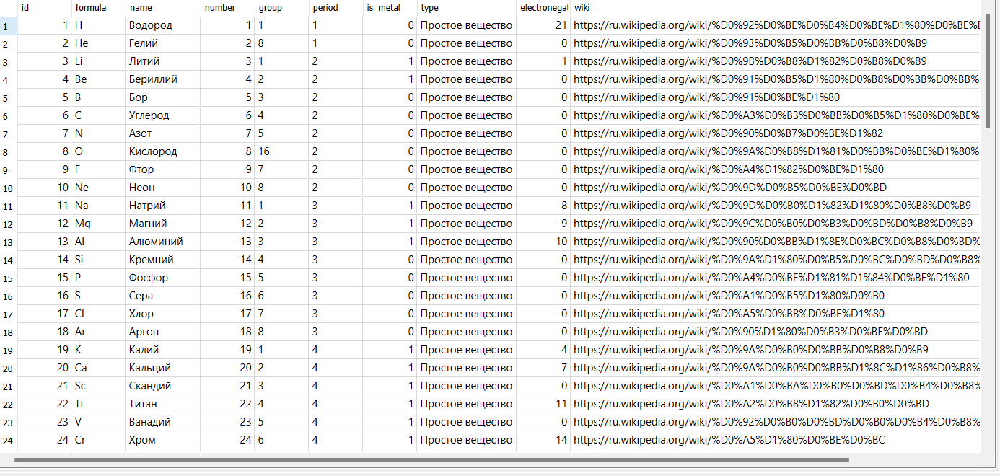 id formula name number group period is_metal type electronegat wiki
1 1 H Водород 1 1 1 0 Простое вещество 21 https://ru.wikipedia.org/wiki/%D0%92%D0%BE%D0%B4%D0%BE%D1%80%D0%BE%D
2 2 He Гелий 2 8 1 0 Простое вещество 0 https://ru.wikipedia.org/wiki/%D0%93%D0%B5%D0%BB%D0%B8%D0%B9
3 3 Li Литий 3 1 2 1 Простое вещество 1 https://ru.wikipedia.org/wiki/%D0%9B%D0%B8%D1%82%D0%B8%D0%B9
4 4 Be Бериллий 4 2 2 1 Простое вещество 0 https://ru.wikipedia.org/wiki/%D0%91%D0%B5%D1%80%D0%B8%D0%BB%D0%BB%
5 5 B Бор 5 3 2 0 Простое вещество 0 https://ru.wikipedia.org/wiki/%D0%91%D0%BE%D1%80
6 6 C Углерод 6 4 2 0 Простое вещество 0 https://ru.wikipedia.org/wiki/%D0%A3%D0%B3%D0%BB%D0%B5%D1%80%D0%BE%
7 7 N Азот 7 5 2 0 Простое вещество 0 https://ru.wikipedia.org/wiki/%D0%90%D0%B7%D0%BE%D1%82
8 8 O Кислород 8 16 2 0 Простое вещество 0 https://ru.wikipedia.org/wiki/%D0%9A%D0%B8%D1%81%D0%BB%D0%BE%D1%80%
9 9 F Фтор 9 7 2 0 Простое вещество 0 https://ru.wikipedia.org/wiki/%D0%A4%D1%82%D0%BE%D1%80
10 10 Ne Неон 10 8 2 0 Простое вещество 0 https://ru.wikipedia.org/wiki/%D0%9D%D0%B5%D0%BE%D0%BD
11 11 Na Натрий 11 1 3 1 Простое вещество 8 https://ru.wikipedia.org/wiki/%D0%9D%D0%B0%D1%82%D1%80%D0%B8%D0%B9
12 12 Mg Магний 12 2 3 1 Простое вещество 9 https://ru.wikipedia.org/wiki/%D0%9C%D0%B0%D0%B3%D0%BD%D0%B8%D0%B9
13 13 Al Алюминий 13 3 3 1 Простое вещество 10 https://ru.wikipedia.org/wiki/%D0%90%D0%BB%D1%8E%D0%BC%D0%B8%D0%BD%
14 14 Si Кремний 14 4 3 0 Простое вещество 0 https://ru.wikipedia.org/wiki/%D0%9A%D1%80%D0%B5%D0%BC%D0%BD%D0%B8%
15 15 P Фосфор 15 5 3 0 Простое вещество 0 https://ru.wikipedia.org/wiki/%D0%A4%D0%BE%D1%81%D1%84%D0%BE%D1%80
16 16 S Сера 16 6 3 0 Простое вещество 0 https://ru.wikipedia.org/wiki/%D0%A1%D0%B5%D1%80%D0%B0
17 17 Cl Хлор 17 7 3 0 Простое вещество 0 https://ru.wikipedia.org/wiki/%D0%A5%D0%BB%D0%BE%D1%80
18 18 Ar Аргон 18 8 3 0 Простое вещество 0 https://ru.wikipedia.org/wiki/%D0%90%D1%80%D0%B3%D0%BE%D0%BD
19 19 K Калий 19 1 4 1 Простое вещество 4 https://ru.wikipedia.org/wiki/%D0%9A%D0%B0%D0%BB%D0%B8%D0%B9
20 20 Ca Кальций 20 2 4 1 Простое вещество 7 https://ru.wikipedia.org/wiki/%D0%9A%D0%B0%D0%BB%D1%8C%D1%86%D0%B8%
21 21 Sc Скандий 21 3 4 1 Простое вещество 0 https://ru.wikipedia.org/wiki/%D0%A1%D0%BA%D0%B0%D0%BD%D0%B4%D0%B8%
22 22 Ti Титан 22 4 4 1 Простое вещество 11 https://ru.wikipedia.org/wiki/%D0%A2%D0%B8%D1%82%D0%B0%D0%BD
23 23 V Ванадий 23 5 4 1 Простое вещество 0 https://ru.wikipedia.org/wiki/%D0%92%D0%B0%D0%BD%D0%B0%D0%B4%D0%B8%
24 24 Cr Хром 24 6 4 1 Простое вещество 14 https://ru.wikipedia.org/wiki/%D0%A5%D1%80%D0%BE%D0%BC